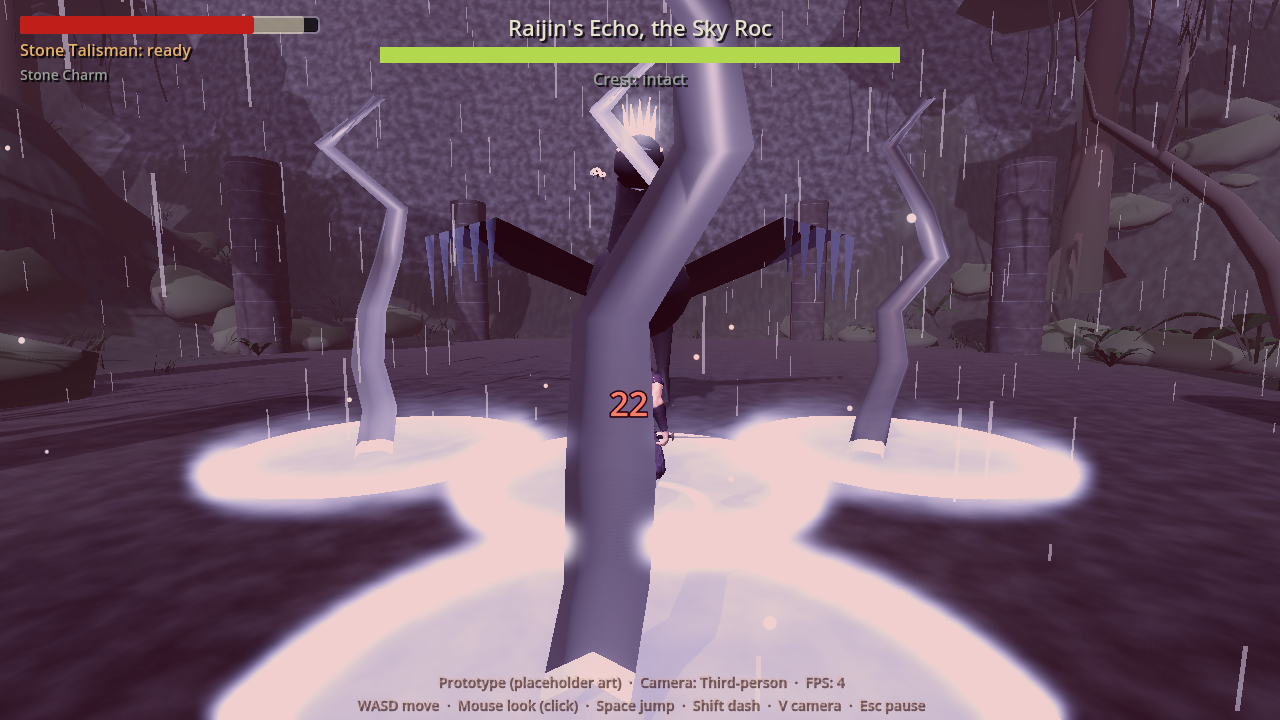 Raijin's Echo, the Sky Roc
Stone Talisman: ready
Stone Charm
Crest: intact
22
Prototype (placeholder art) · Camera: Third-person · FPS: 4
WASD move · Mouse look (click) · Space jump · Shift dash · V camera · Esc pause